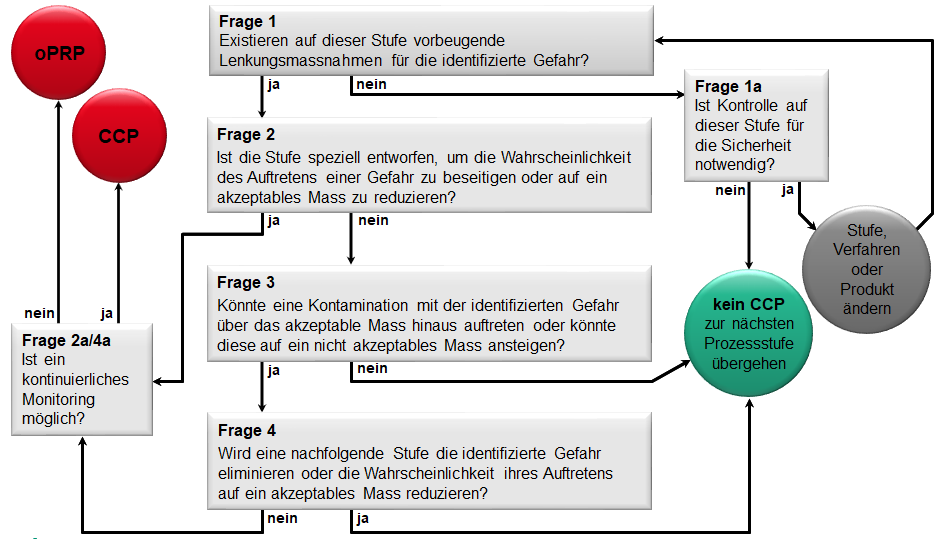 oPRP
CCP
Frage 1
Existieren auf dieser Stufe vorbeugende
Lenkungsmassnahmen für die identifizierte Gefahr?
ja
nein
Frage 1a
Ist Kontrolle auf
dieser Stufe für
die Sicherheit
notwendig?
nein
ja
Frage 2
Ist die Stufe speziell entworfen, um die Wahrscheinlichkeit
des Auftretens einer Gefahr zu beseitigen oder auf ein
akzeptables Mass zu reduzieren?
ja
nein
Stufe,
Verfahren
oder
Produkt
ändern
Frage 3
Könnte eine Kontamination mit der identifizierten Gefahr
über das akzeptable Mass hinaus auftreten oder könnte
diese auf ein nicht akzeptables Mass ansteigen?
ja
nein
kein CCP
zur nächsten
Prozessstufe
übergehen
nein
ja
Frage 2a/4a
Ist ein
kontinuierliches
Monitoring
möglich?
Frage 4
Wird eine nachfolgende Stufe die identifizierte Gefahr
eliminieren oder die Wahrscheinlichkeit ihres Auftretens
auf ein akzeptables Mass reduzieren?
nein
ja